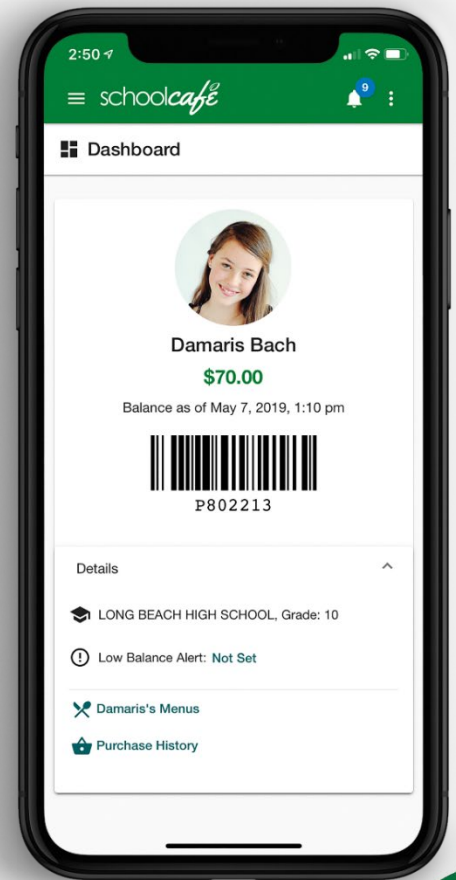 2:50
schoolcafé
9
Dashboard
Damaris Bach
$70.00
Balance as of May 7, 2019, 1:10 pm
P802213
Details
LONG BEACH HIGH SCHOOL, Grade: 10
Low Balance Alert: Not Set
Damaris's Menus
Purchase History